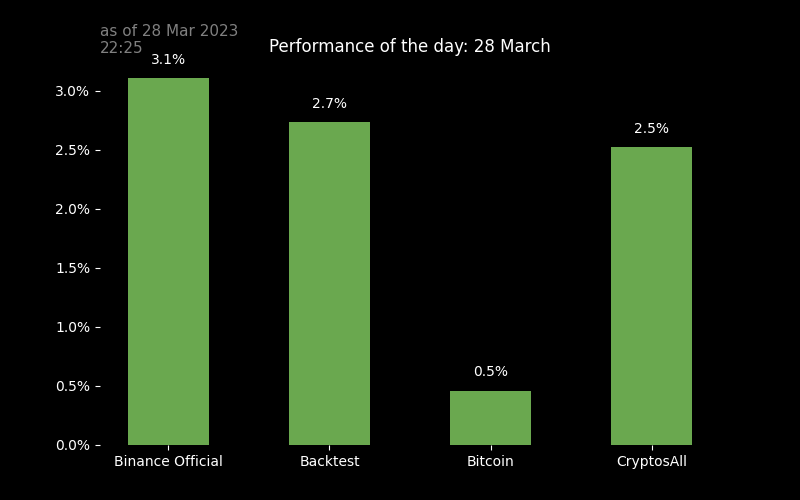 as of 28 Mar 2023
22:25
Performance of the day: 28 March
3.1%
2.7%
0.5%
2.5%
3.0%
2.5%
2.0%
1.5%
1.0%
0.5%
0.0%
Binance Official
Backtest
Bitcoin
CryptosAll